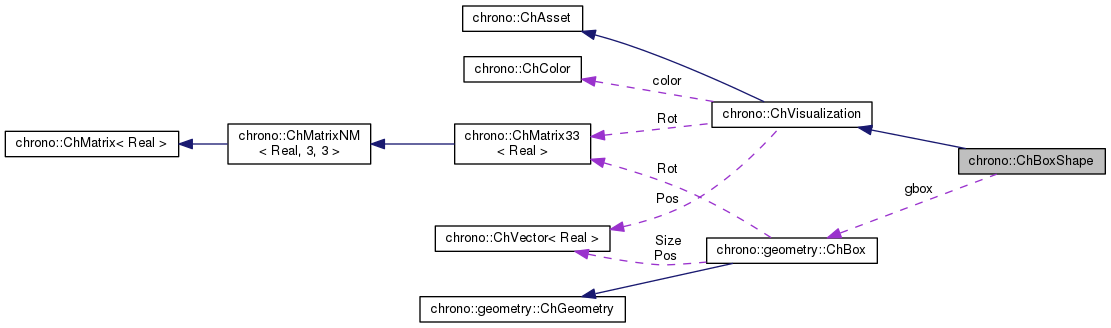 chrono::ChAsset
chrono::ChColor
color
chrono::ChVisualization
Rot
chrono::ChMatrix< Real >
chrono::ChMatrixNM
< Real, 3, 3 >
chrono::ChMatrix33
< Real >
chrono::ChBoxShape
Rot
gbox
Pos
chrono::ChVector< Real >
Size
Pos
chrono::geometry::ChBox
chrono::geometry::ChGeometry